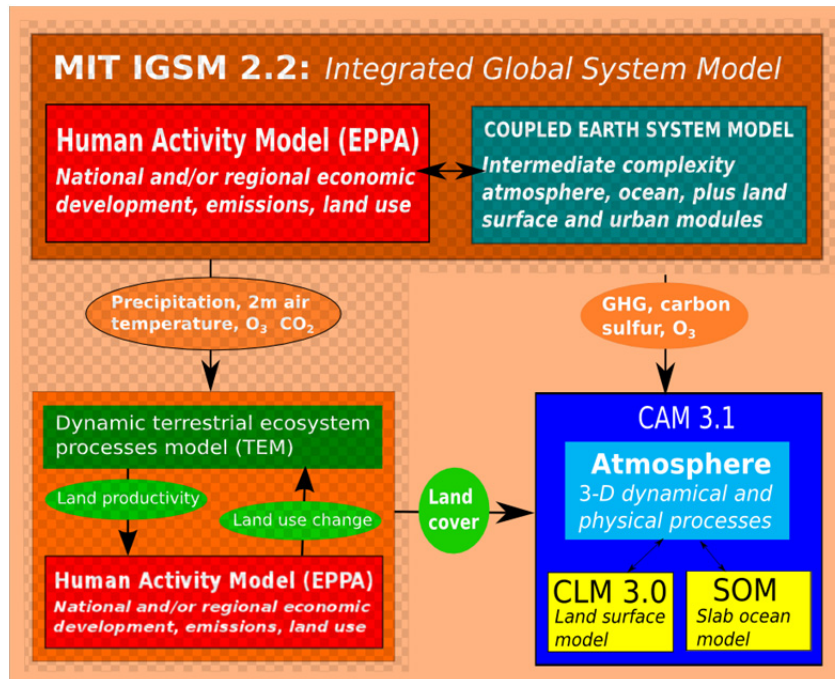 MIT IGSM 2.2: Integrated Global System Model
Human Activity Model (EPPA)
National and/or regional economic
development, emissions, land use
COUPLED EARTH SYSTEM MODEL
Intermediate complexity
atmosphere, ocean, plus land
surface and urban modules
Precipitation, 2m air
temperature, O₃ CO₂
GHG, carbon
sulfur, O₃
Dynamic terrestrial ecosystem
processes model (TEM)
Land productivity
Land use change
Human Activity Model (EPPA)
National and/or regional economic
development, emissions, land use
Land
cover
CAM 3.1
Atmosphere
3-D dynamical and
physical processes
CLM 3.0
Land surface
model
SOM
Slab ocean
model